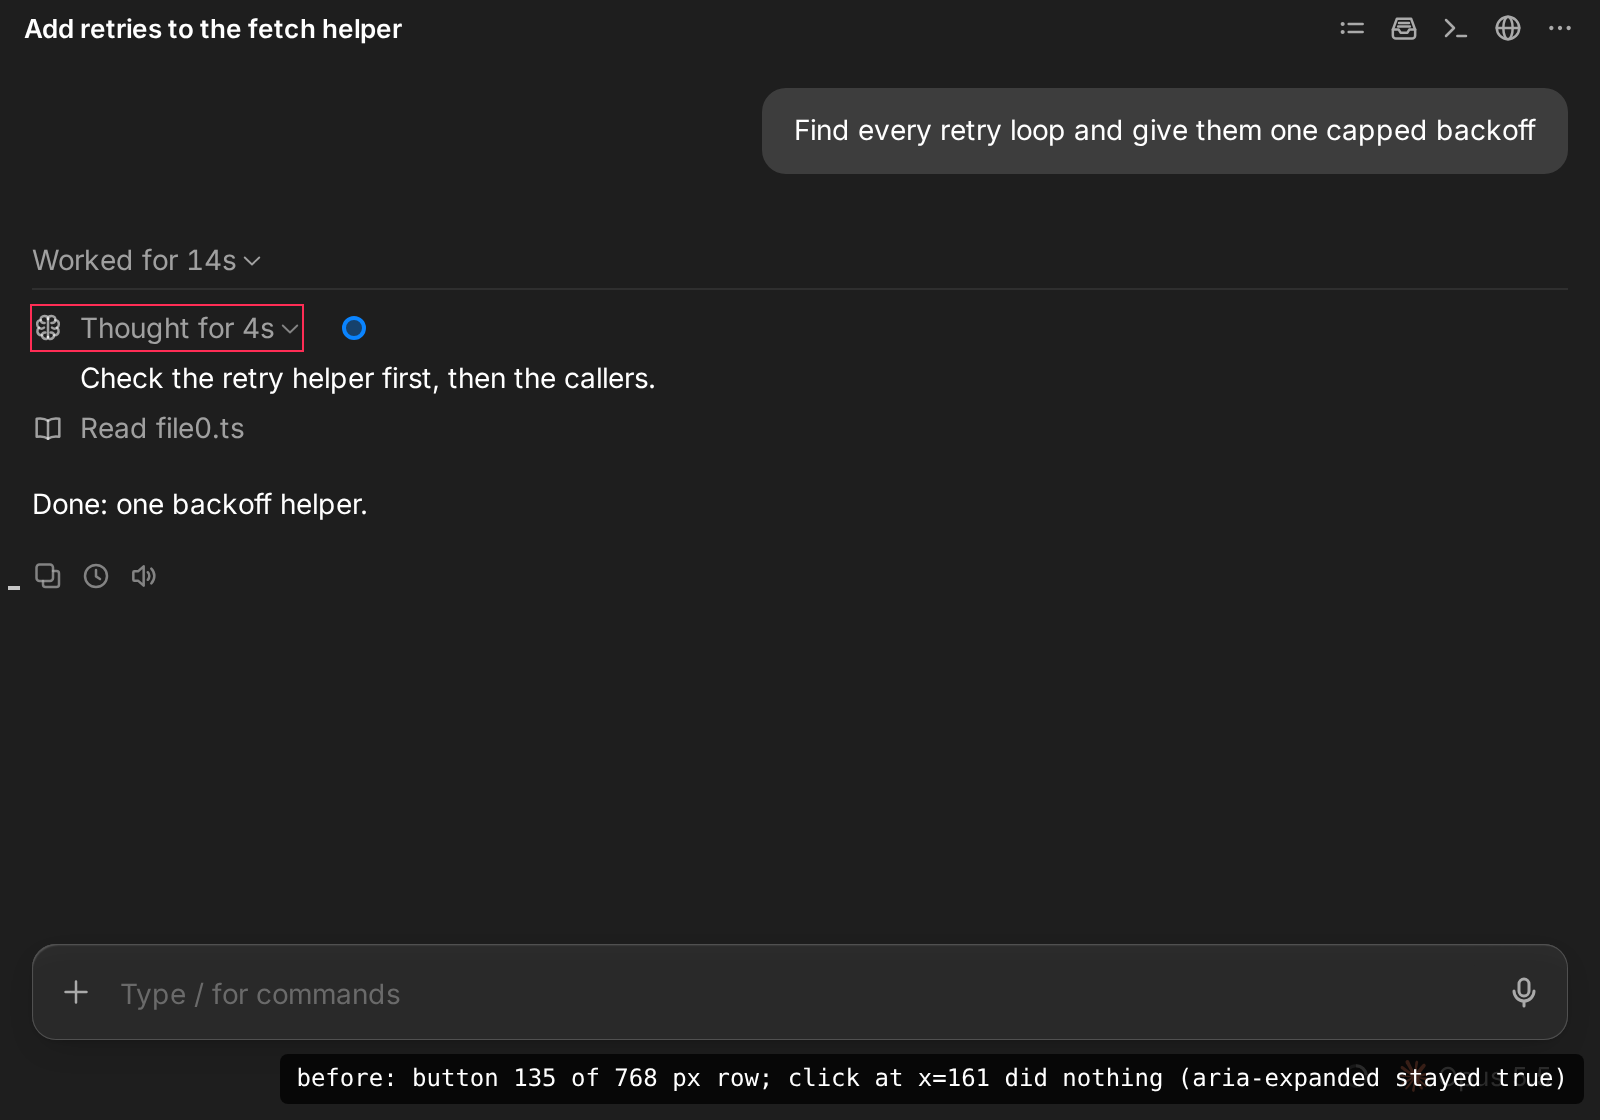 Add retries to the fetch helper
Find every retry loop and give them one capped backoff
Worked for 14s
Thought for 4s
Check the retry helper first, then the callers.
Read file0.ts
Done: one backoff helper.
Type / for commands
before: button 135 of 768 px row; click at x=161 did nothing (aria-expanded stayed true)